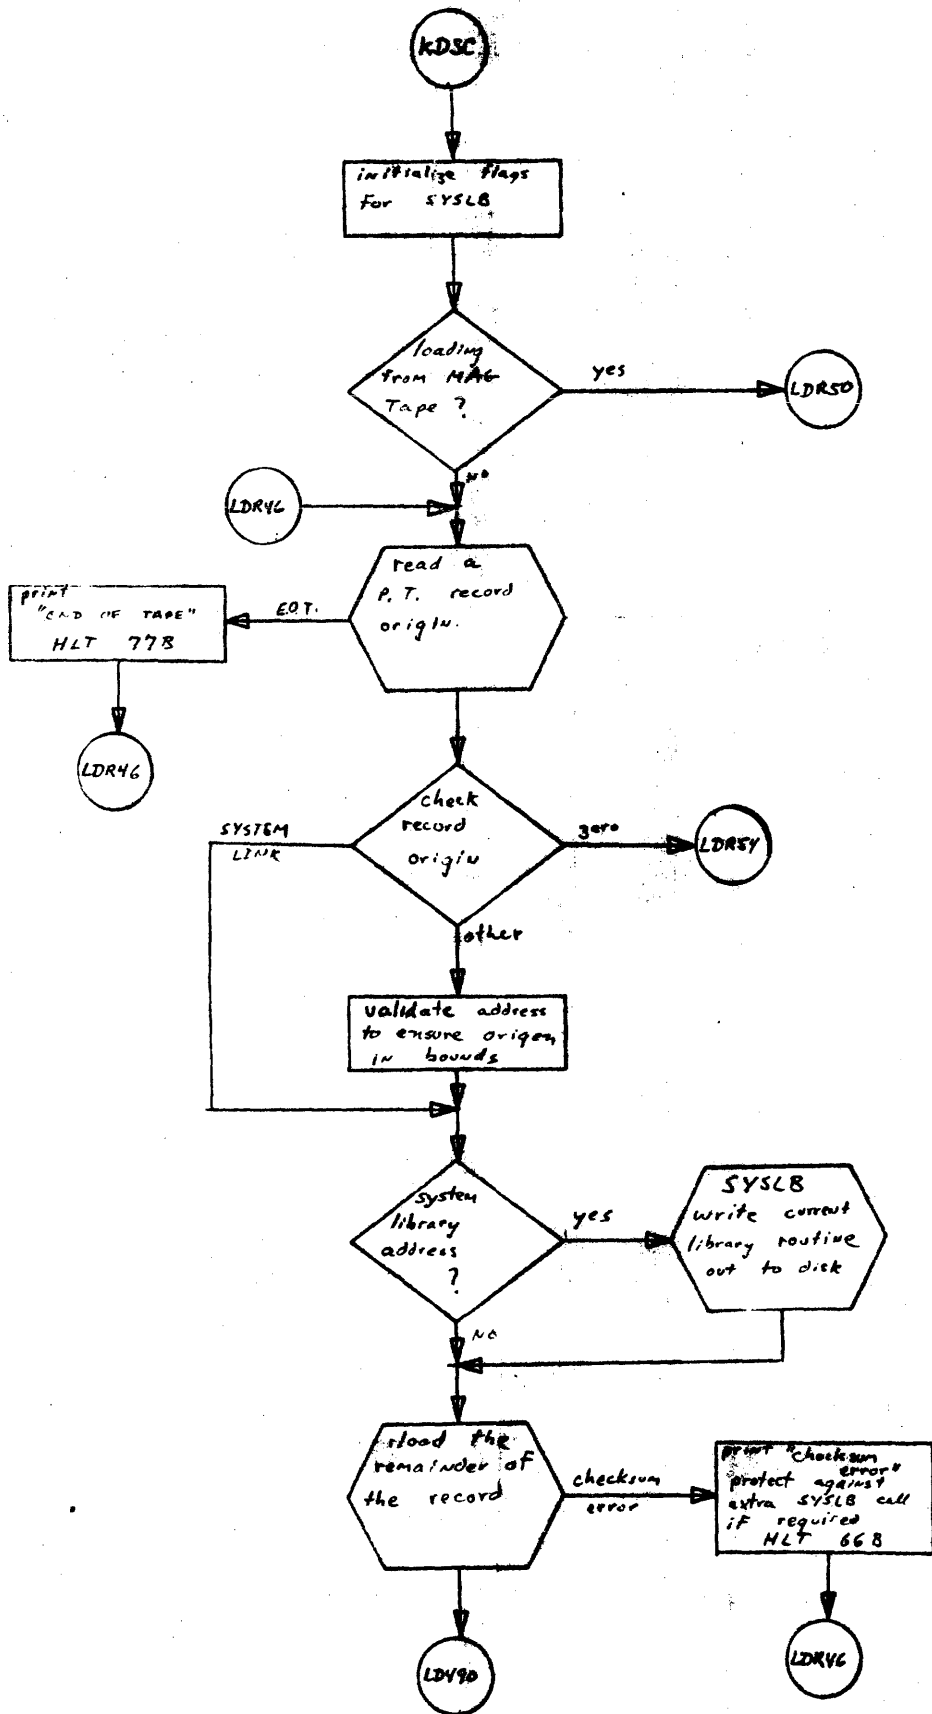 KDSC
initialize flags
for SYSLB
loading
from MAG
Tape ?
yes
LDR50
NO
LDR46
read a
P. T. record
origin.
E.O.T.
print
"END OF TAPE"
HLT 77B
LDR46
check
record
origin
SYSTEM
LINK
zero
LDR54
other
validate address
to ensure origen
in bounds
system
library
address
?
yes
SYSLB
write current
library routine
out to disk
NO
load the
remainder of
the record
checksum
error
print "checksum
error"
protect against
extra SYSLB call
if required
HLT 66B
LDR46
LDV90